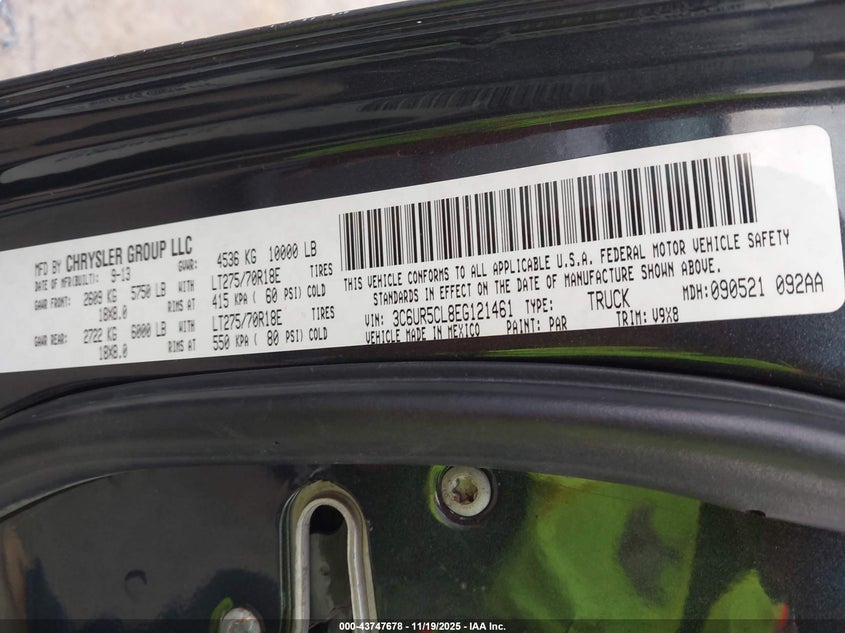 MFD BY CHRYSLER GROUP LLC
DATE OF MFR(BUILT): 9-13 GVWR: 4536 KG 10000 LB
GAWR FRONT: 2609 KG 5750 LB WITH LT275/70R18E TIRES
18X8.0 RIMS AT 415 KPA ( 60 PSI) COLD
GAWR REAR: 2722 KG 6000 LB WITH LT275/70R18E TIRES
18X8.0 RIMS AT 550 KPA ( 80 PSI) COLD
THIS VEHICLE CONFORMS TO ALL APPLICABLE U.S.A. FEDERAL MOTOR VEHICLE SAFETY
STANDARDS IN EFFECT ON THE DATE OF MANUFACTURE SHOWN ABOVE.
VIN: 3C6UR5CL8EG121461 TYPE: TRUCK MDH:090521 092AA
VEHICLE MADE IN MEXICO PAINT: PAR TRIM: V9X8
000-43747678 | 11/19/2025 – IAA Inc.